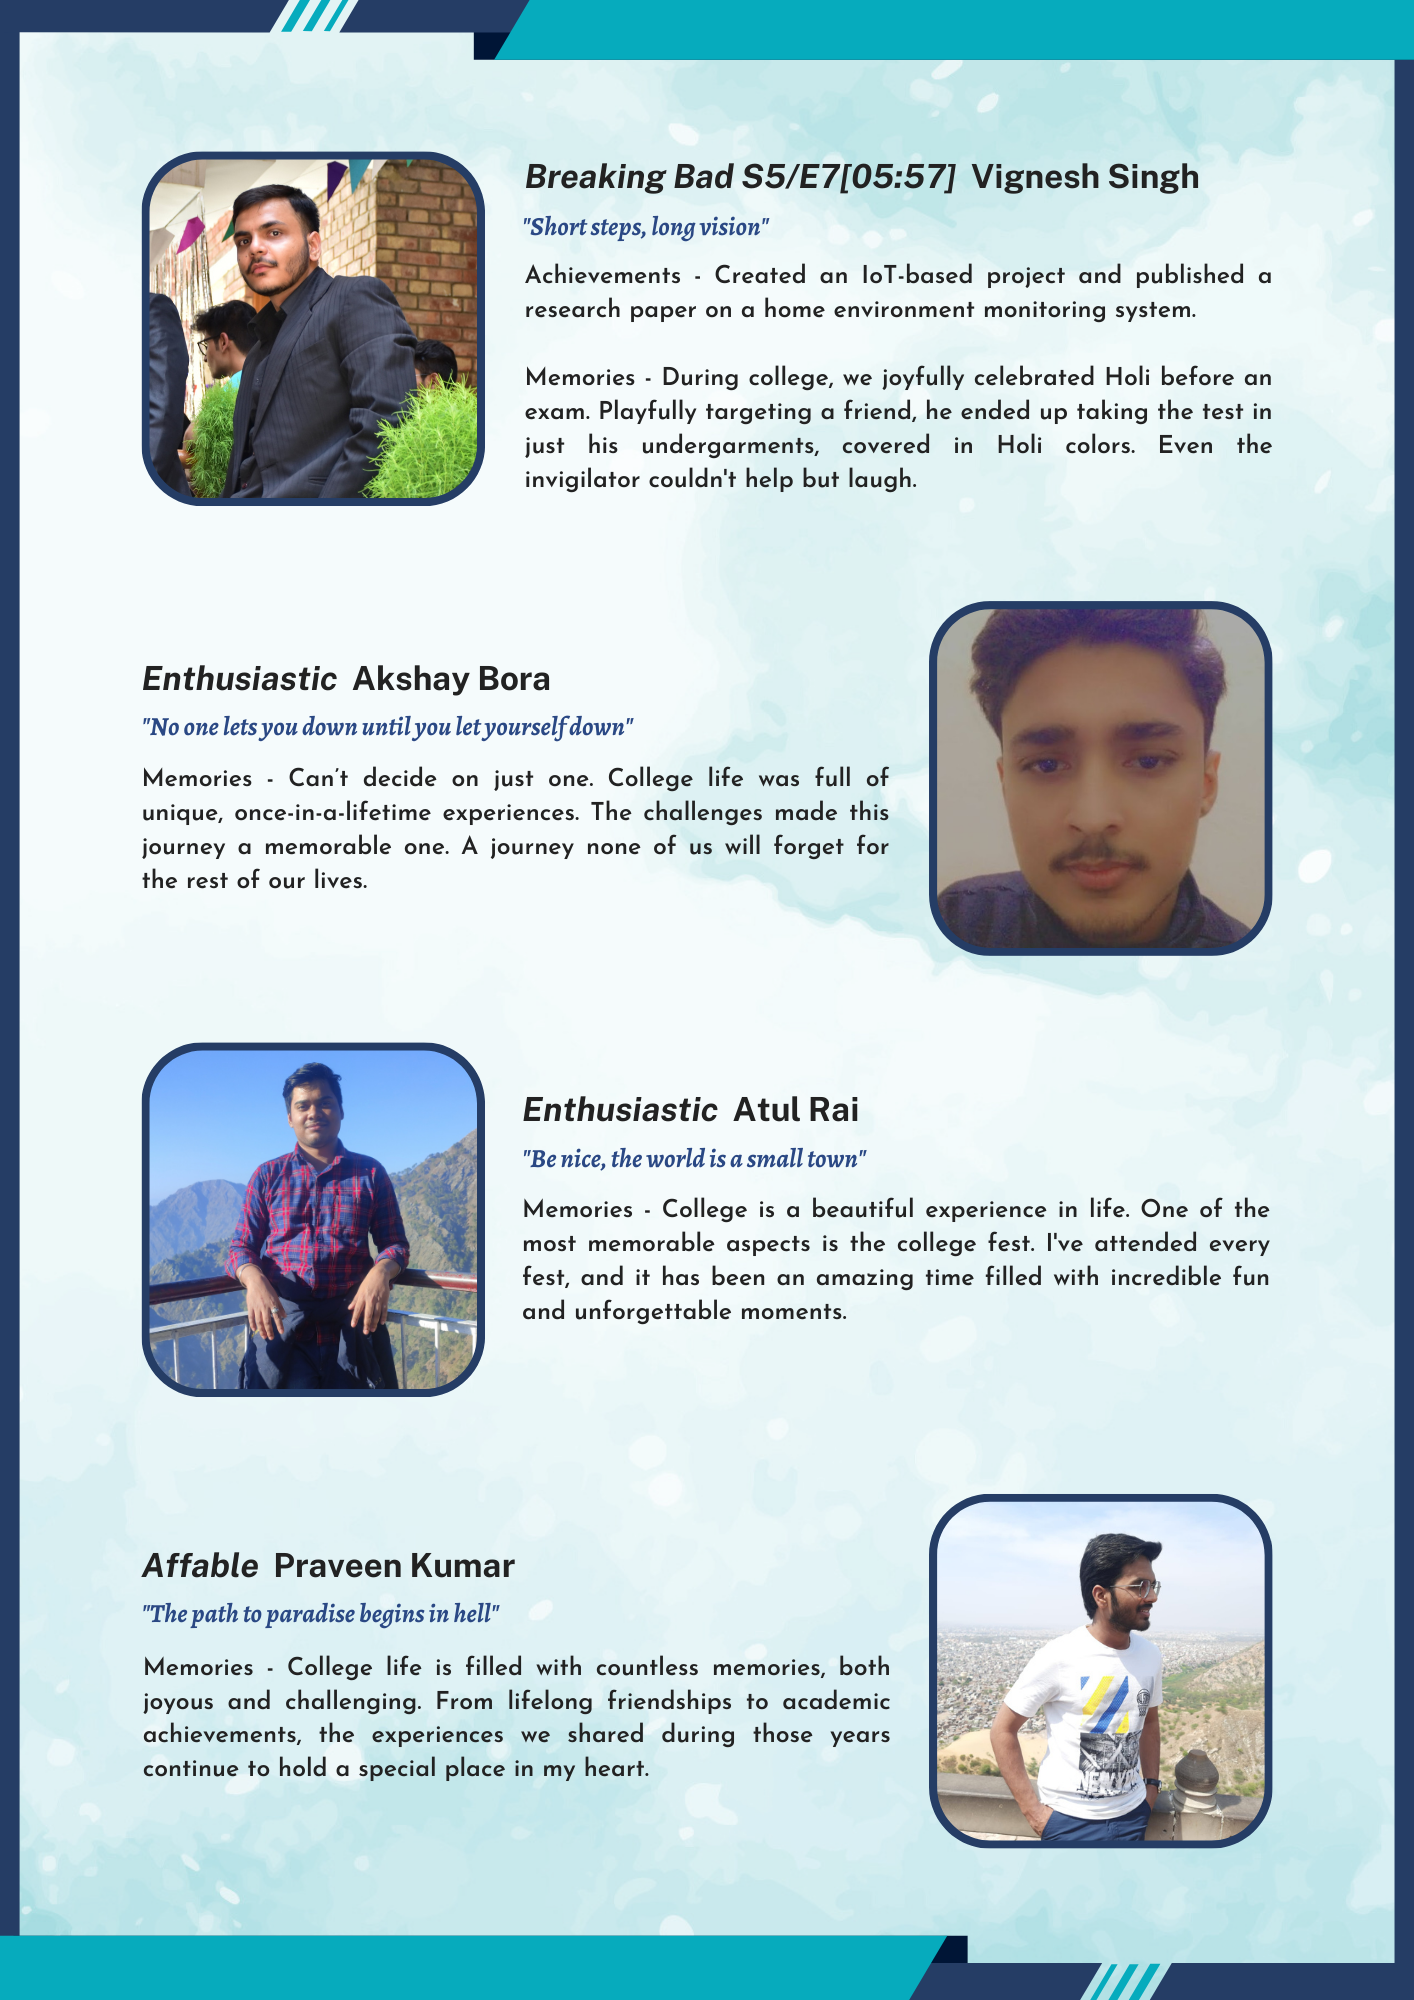 Breaking Bad S5/E7[05:57] Vignesh Singh
"Short steps, long vision"
Achievements - Created an IoT-based project and published a
research paper on a home environment monitoring system.
Memories - During college, we joyfully celebrated Holi before an
exam. Playfully targeting a friend, he ended up taking the test in
just his undergarments, covered in Holi colors. Even the
invigilator couldn't help but laugh.
Enthusiastic Akshay Bora
"No one lets you down until you let yourself down"
Memories - Can't decide on just one. College life was full of
unique, once-in-a-lifetime experiences. The challenges made this
journey a memorable one. A journey none of us will forget for
the rest of our lives.
Enthusiastic Atul Rai
"Be nice, the world is a small town"
Memories - College is a beautiful experience in life. One of the
most memorable aspects is the college fest. I've attended every
fest, and it has been an amazing time filled with incredible fun
and unforgettable moments.
Affable Praveen Kumar
"The path to paradise begins in hell"
Memories - College life is filled with countless memories, both
joyous and challenging. From lifelong friendships to academic
achievements, the experiences we shared during those years
continue to hold a special place in my heart.